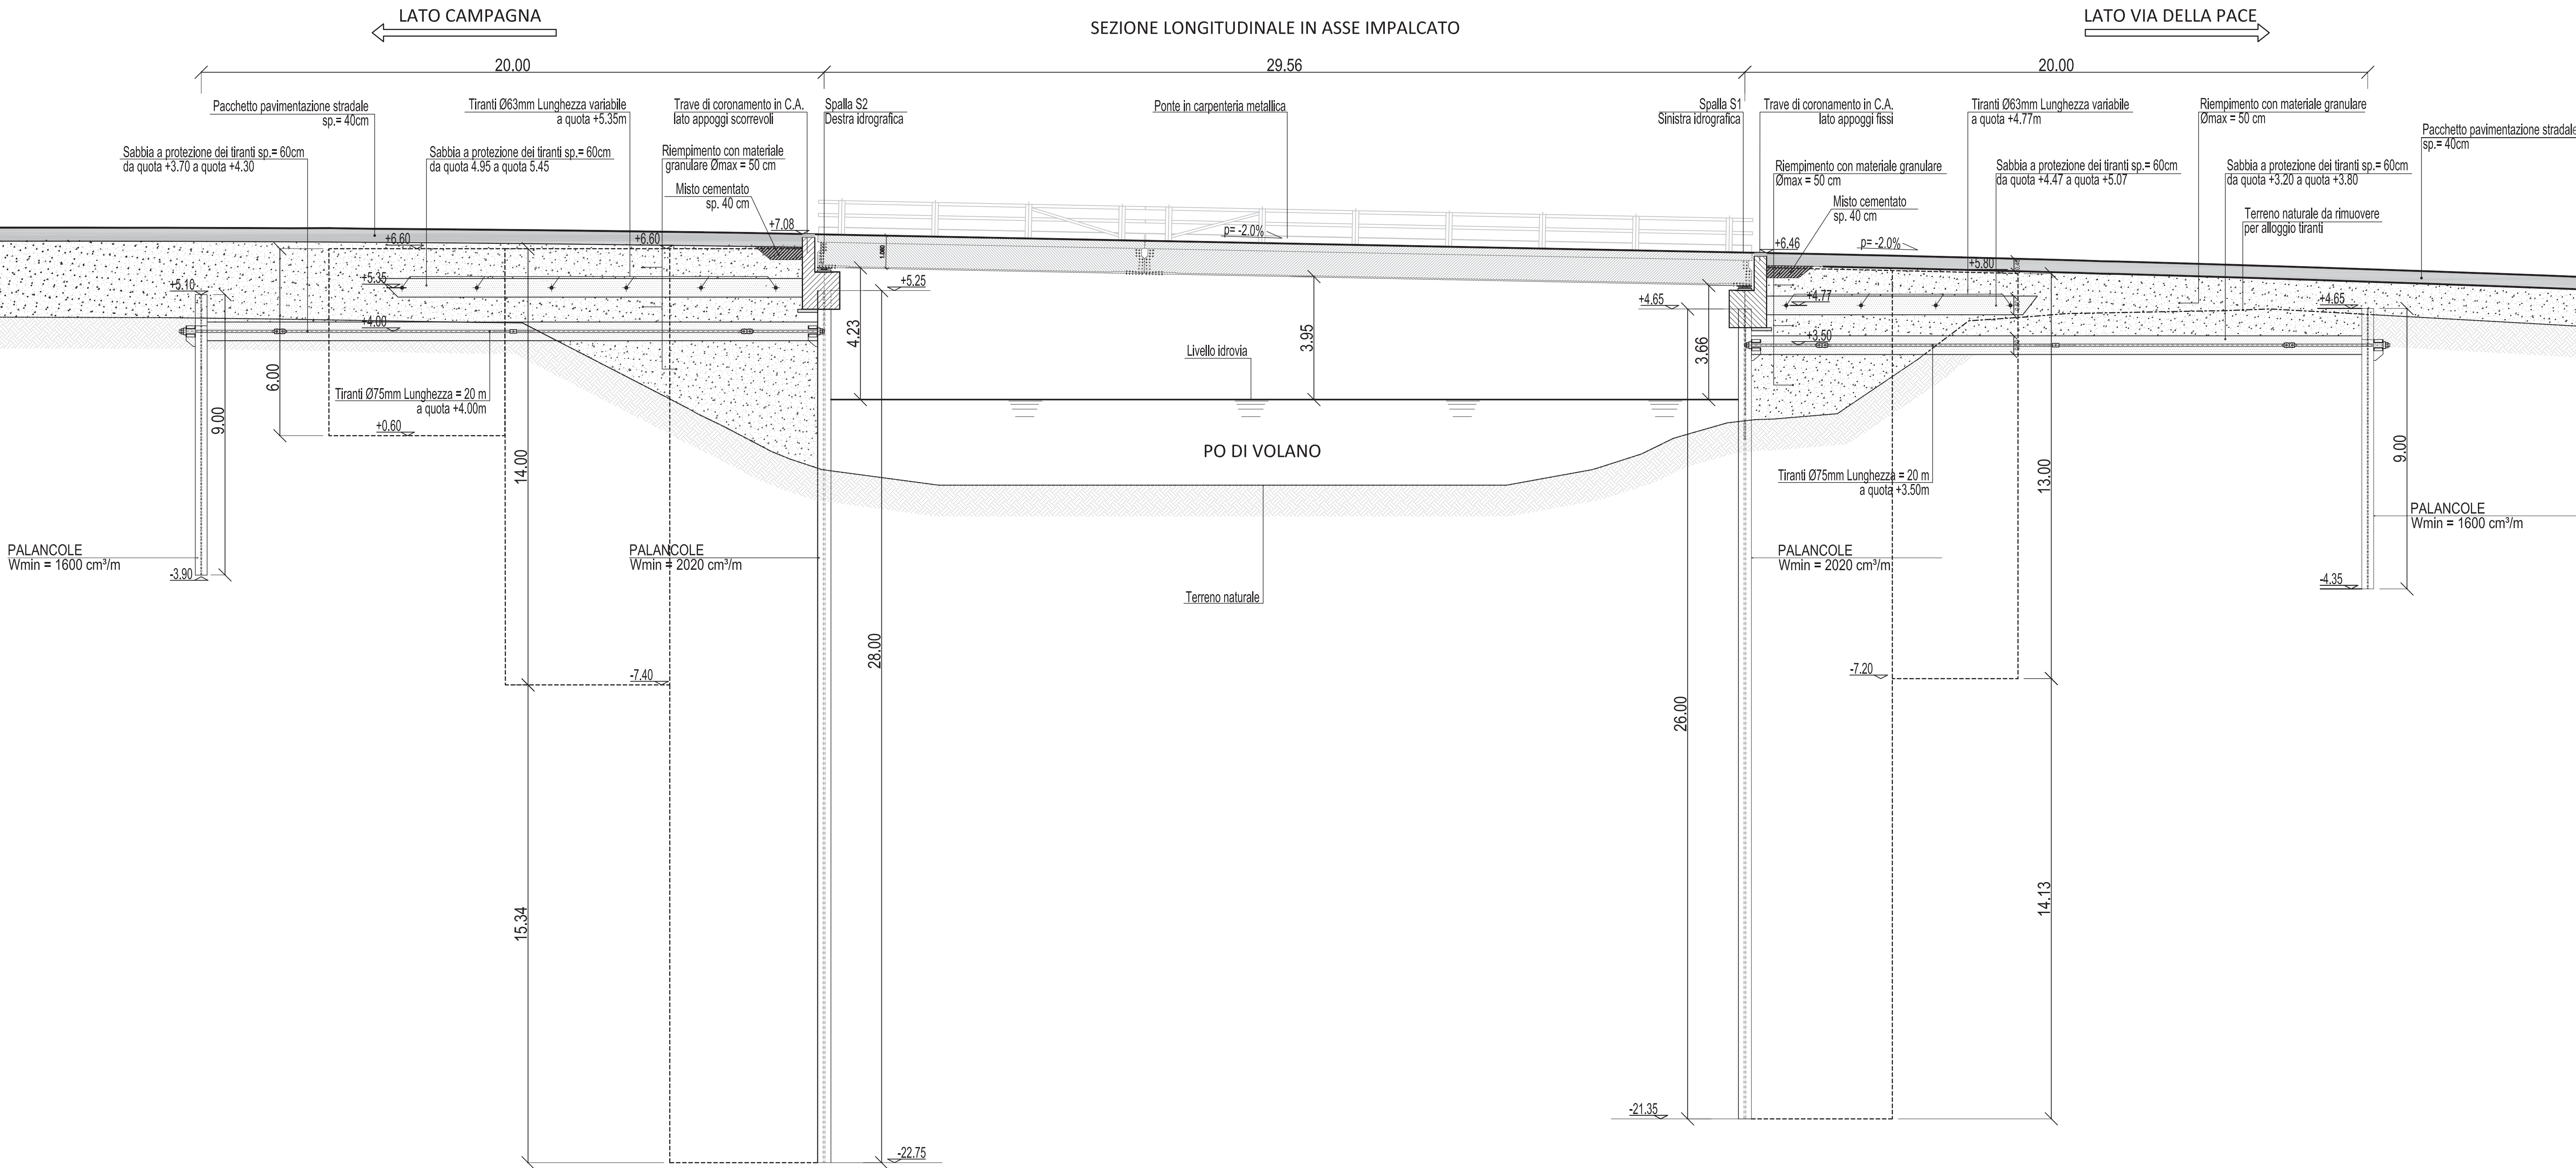 LATO CAMPAGNA
SEZIONE LONGITUDINALE IN ASSE IMPALCATO
LATO VIA DELLA PACE
20.00
29.56
20.00
Pacchetto pavimentazione stradale
sp.= 40cm
Tiranti Ø63mm Lunghezza variabile
a quota +5.35m
Trave di coronamento in C.A.
lato appoggi scorrevoli
Spalla S2
Destra idrografica
Ponte in carpenteria metallica
Spalla S1
Sinistra idrografica
Trave di coronamento in C.A.
lato appoggi fissi
Tiranti Ø63mm Lunghezza variabile
a quota +4.77m
Riempimento con materiale granulare
Ømax = 50 cm
Pacchetto pavimentazione stradale
sp.= 40cm
Sabbia a protezione dei tiranti sp.= 60cm
da quota +3.70 a quota +4.30
Sabbia a protezione dei tiranti sp.= 60cm
da quota 4.95 a quota 5.45
Riempimento con materiale
granulare Ømax = 50 cm
Misto cementato
sp. 40 cm
Riempimento con materiale granulare
Ømax = 50 cm
Misto cementato
sp. 40 cm
Sabbia a protezione dei tiranti sp.= 60cm
da quota +4.47 a quota +5.07
Sabbia a protezione dei tiranti sp.= 60cm
da quota +3.20 a quota +3.80
Terreno naturale da rimuovere
per alloggio tiranti
+7.08
p= -2.0%
+6.60
+6.60
+6.46
p= -2.0%
+5.80
+5.35
+5.10
+5.25
+4.65
+4.77
+4.65
+4.00
+3.50
4.23
3.95
3.66
Livello idrovia
6.00
9.00
Tiranti Ø75mm Lunghezza = 20 m
a quota +4.00m
+0.60
14.00
PO DI VOLANO
Tiranti Ø75mm Lunghezza = 20 m
a quota +3.50m
13.00
9.00
PALANCOLE
Wmin = 1600 cm³/m
-3.90
PALANCOLE
Wmin = 2020 cm³/m
PALANCOLE
Wmin = 2020 cm³/m
PALANCOLE
Wmin = 1600 cm³/m
-4.35
Terreno naturale
28.00
-7.40
-7.20
26.00
15.34
14.13
-21.35
-22.75